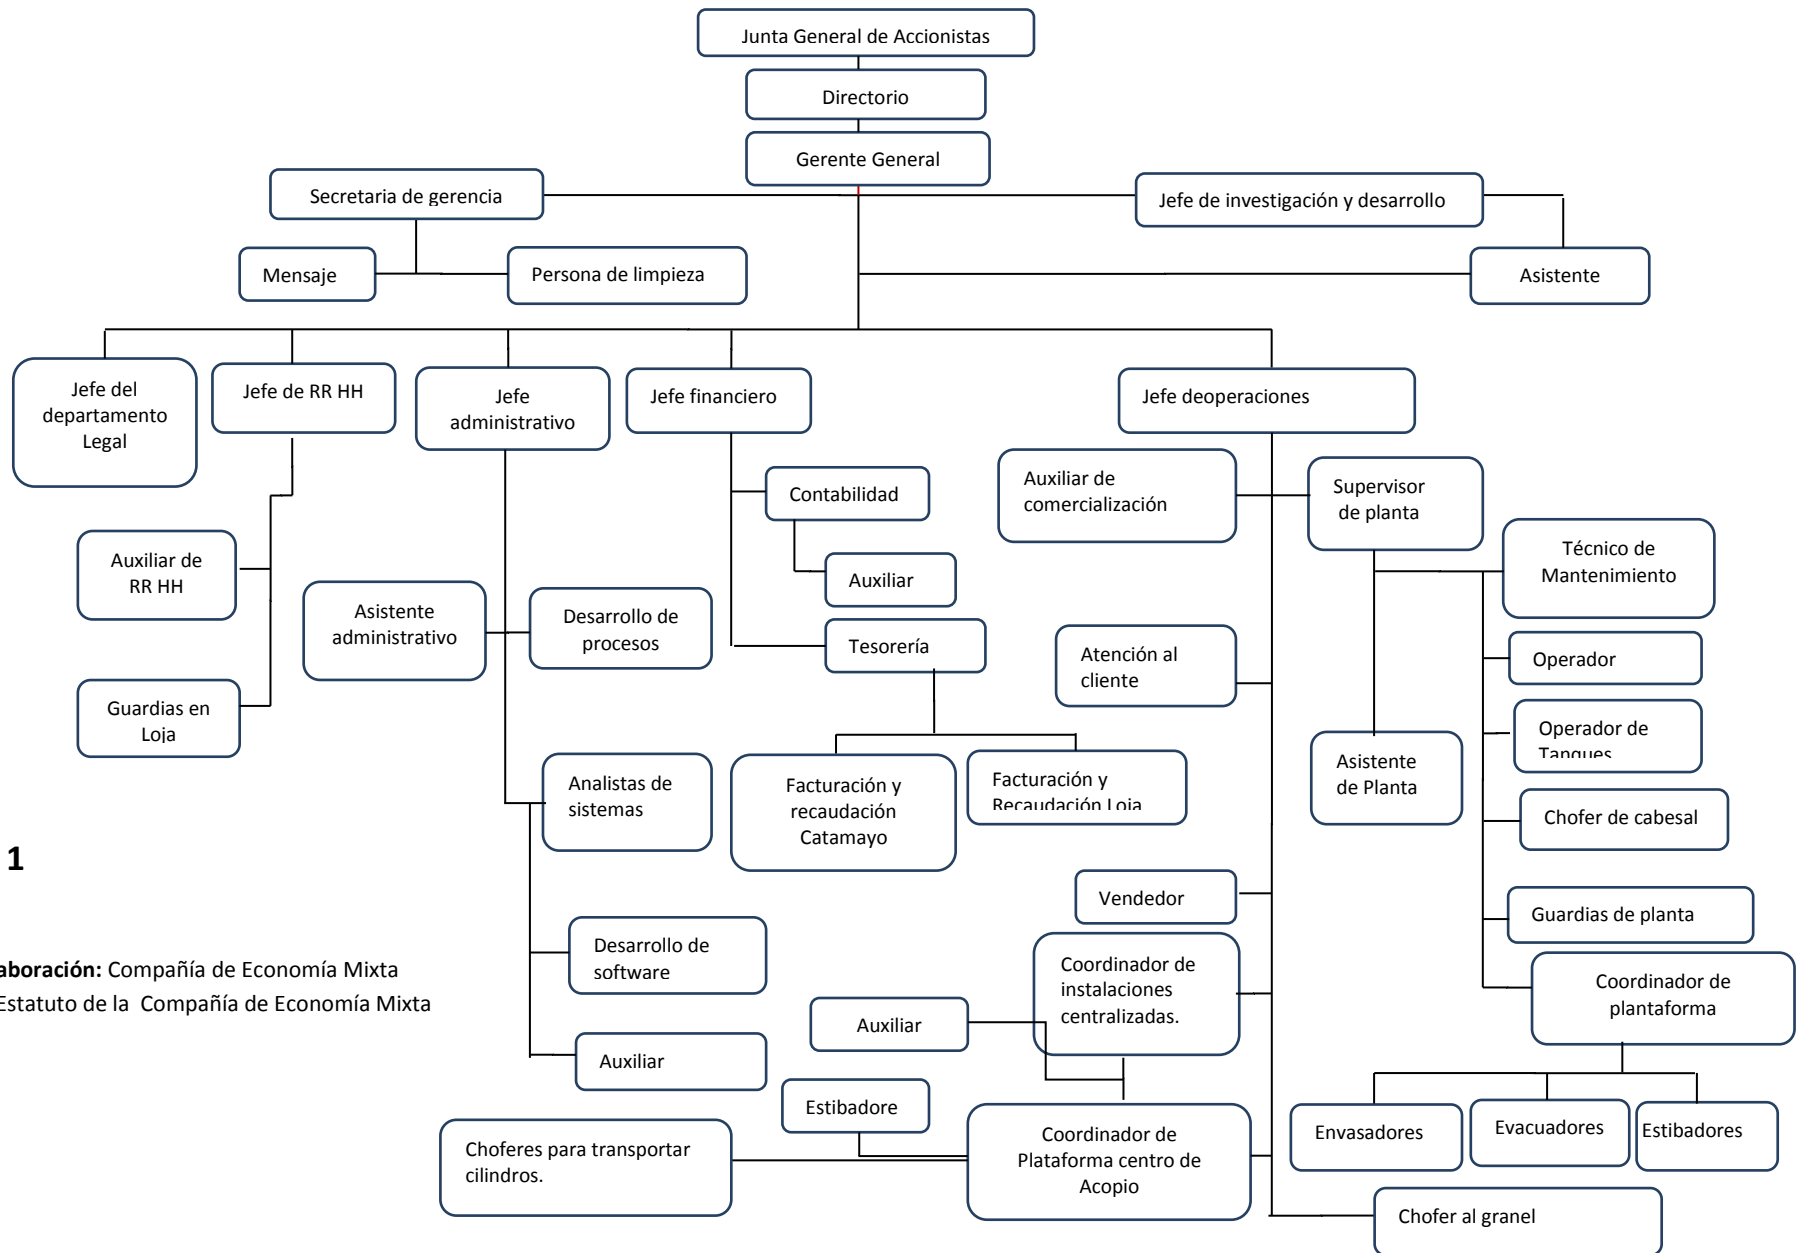 Junta General de Accionistas
Directorio
Gerente General
Secretaria de gerencia
Jefe de investigación y desarrollo
Mensaje
Persona de limpieza
Asistente
Jefe del
departamento
Legal
Jefe de RR HH
Jefe
administrativo
Jefe financiero
Jefe deoperaciones
Auxiliar de
RR HH
Guardias en
Loja
Asistente
administrativo
Desarrollo de
procesos
Analistas de
sistemas
Desarrollo de
software
Auxiliar
Contabilidad
Auxiliar
Tesorería
Facturación y
recaudación
Catamayo
Facturación y
Recaudación Loja
Auxiliar de
comercialización
Supervisor
de planta
Técnico de
Mantenimiento
Operador
Operador de
Tanques
Chofer de cabesal
Guardias de planta
Coordinador de
plantaforma
Asistente
de Planta
Atención al
cliente
Vendedor
Coordinador de
instalaciones
centralizadas.
Auxiliar
Estibadore
Choferes para transportar
cilindros.
Coordinador de
Plataforma centro de
Acopio
Envasadores
Evacuadores
Estibadores
Chofer al granel
1
aboración: Compañía de Economía Mixta
Estatuto de la Compañía de Economía Mixta